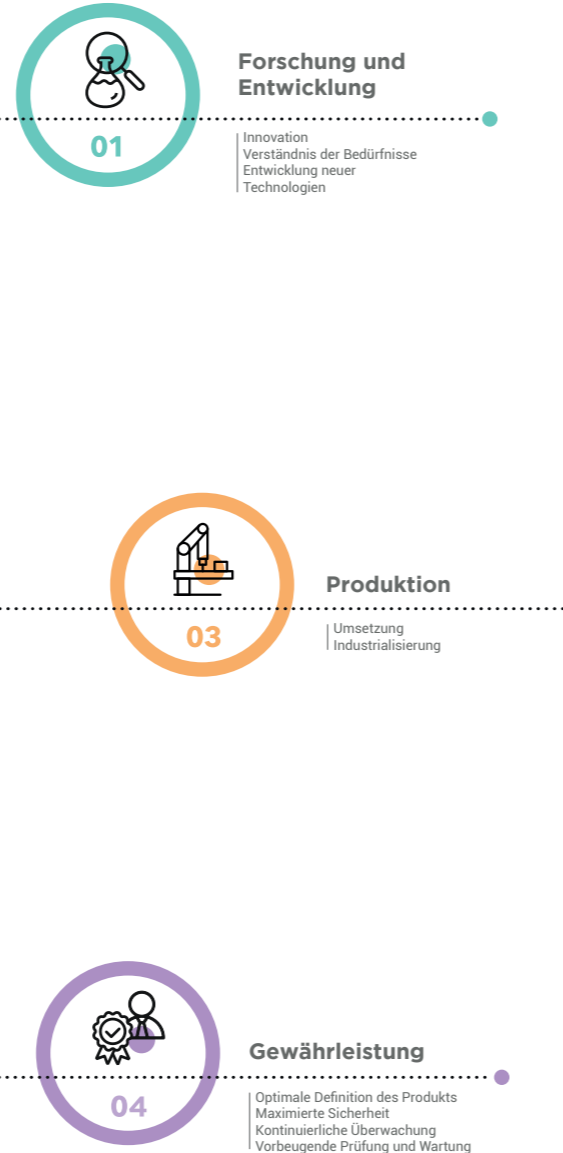 Forschung und
Entwicklung
01
Innovation
Verständnis der Bedürfnisse
Entwicklung neuer
Technologien
Produktion
03
Umsetzung
Industrialisierung
Gewährleistung
04
Optimale Definition des Produkts
Maximierte Sicherheit
Kontinuierliche Überwachung
Vorbeugende Prüfung und Wartung